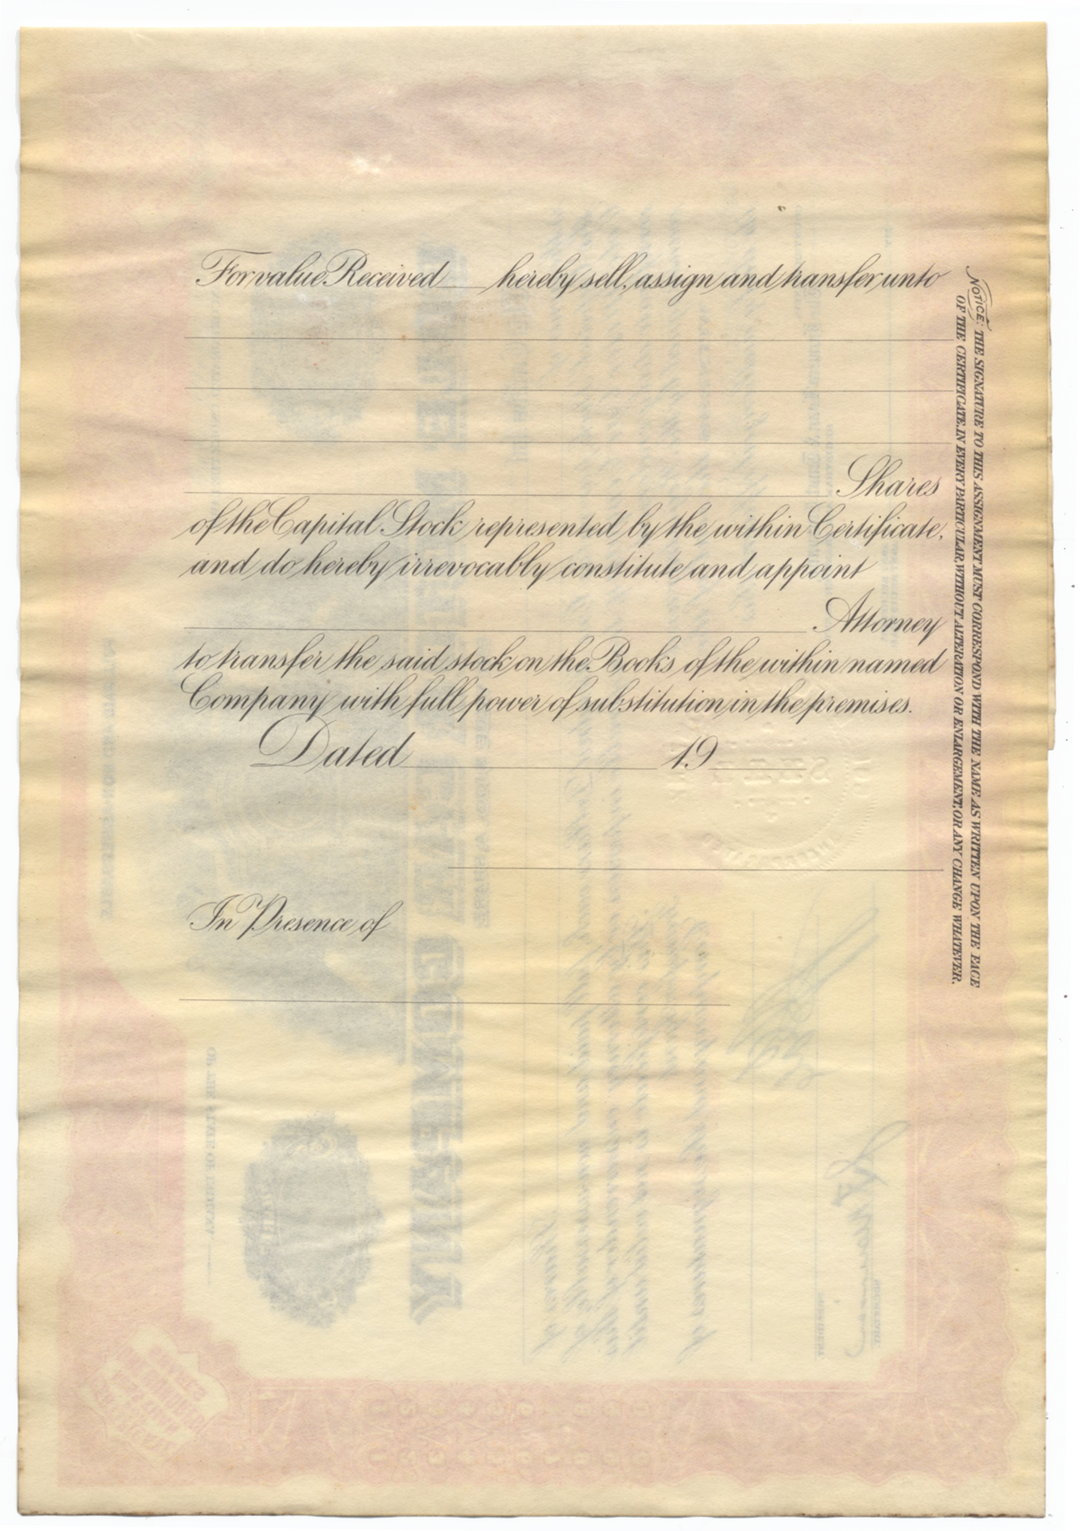 For value Received hereby sell, assign and transfer unto
Shares
of the Capital Stock represented by the within Certificate,
and do hereby irrevocably constitute and appoint
Attorney
to transfer the said stock on the Books of the within named
Company with full power of substitution in the premises.
Dated 19
In Presence of
NOTICE: THE SIGNATURE TO THIS ASSIGNMENT MUST CORRESPOND WITH THE NAME AS WRITTEN UPON THE FACE
OF THE CERTIFICATE, IN EVERY PARTICULAR, WITHOUT ALTERATION OR ENLARGEMENT, OR ANY CHANGE WHATEVER.